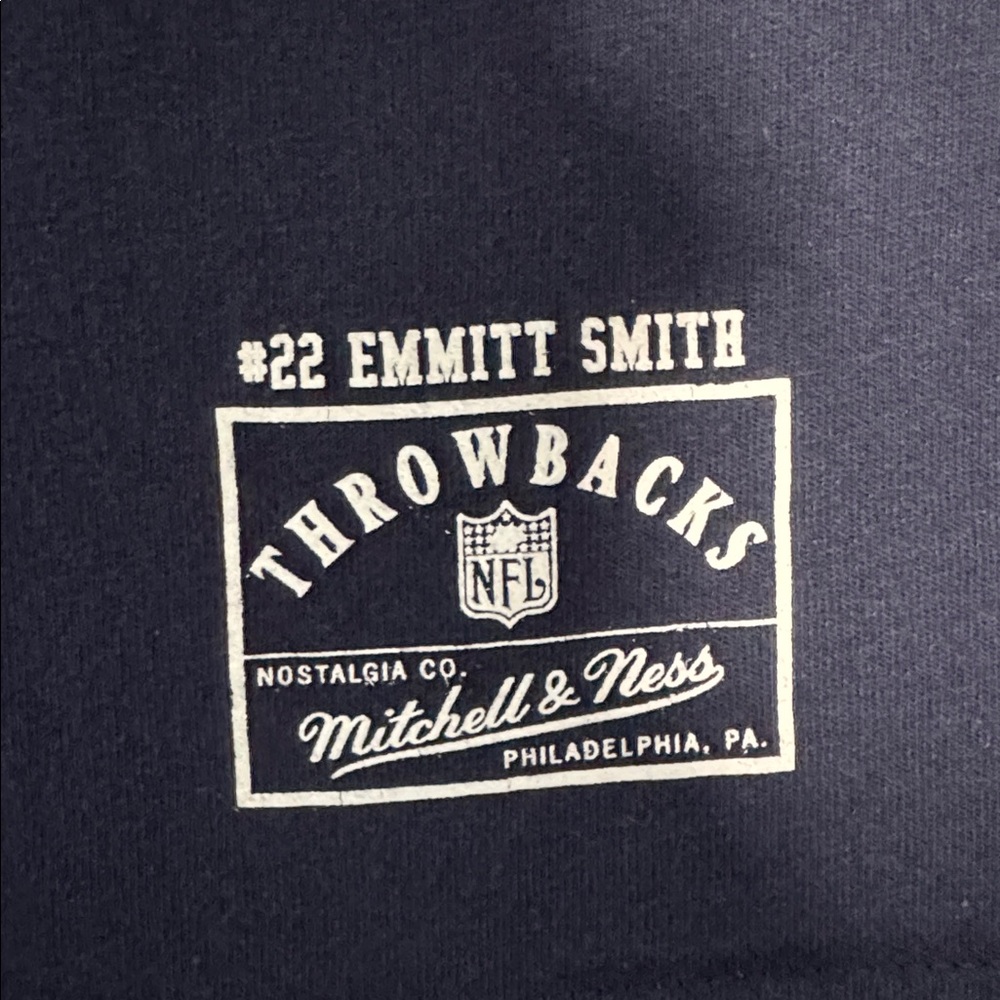 #22 EMMITT SMITH
THROWBACKS
NFL
NOSTALGIA CO.
Mitchell & Ness
PHILADELPHIA, PA.